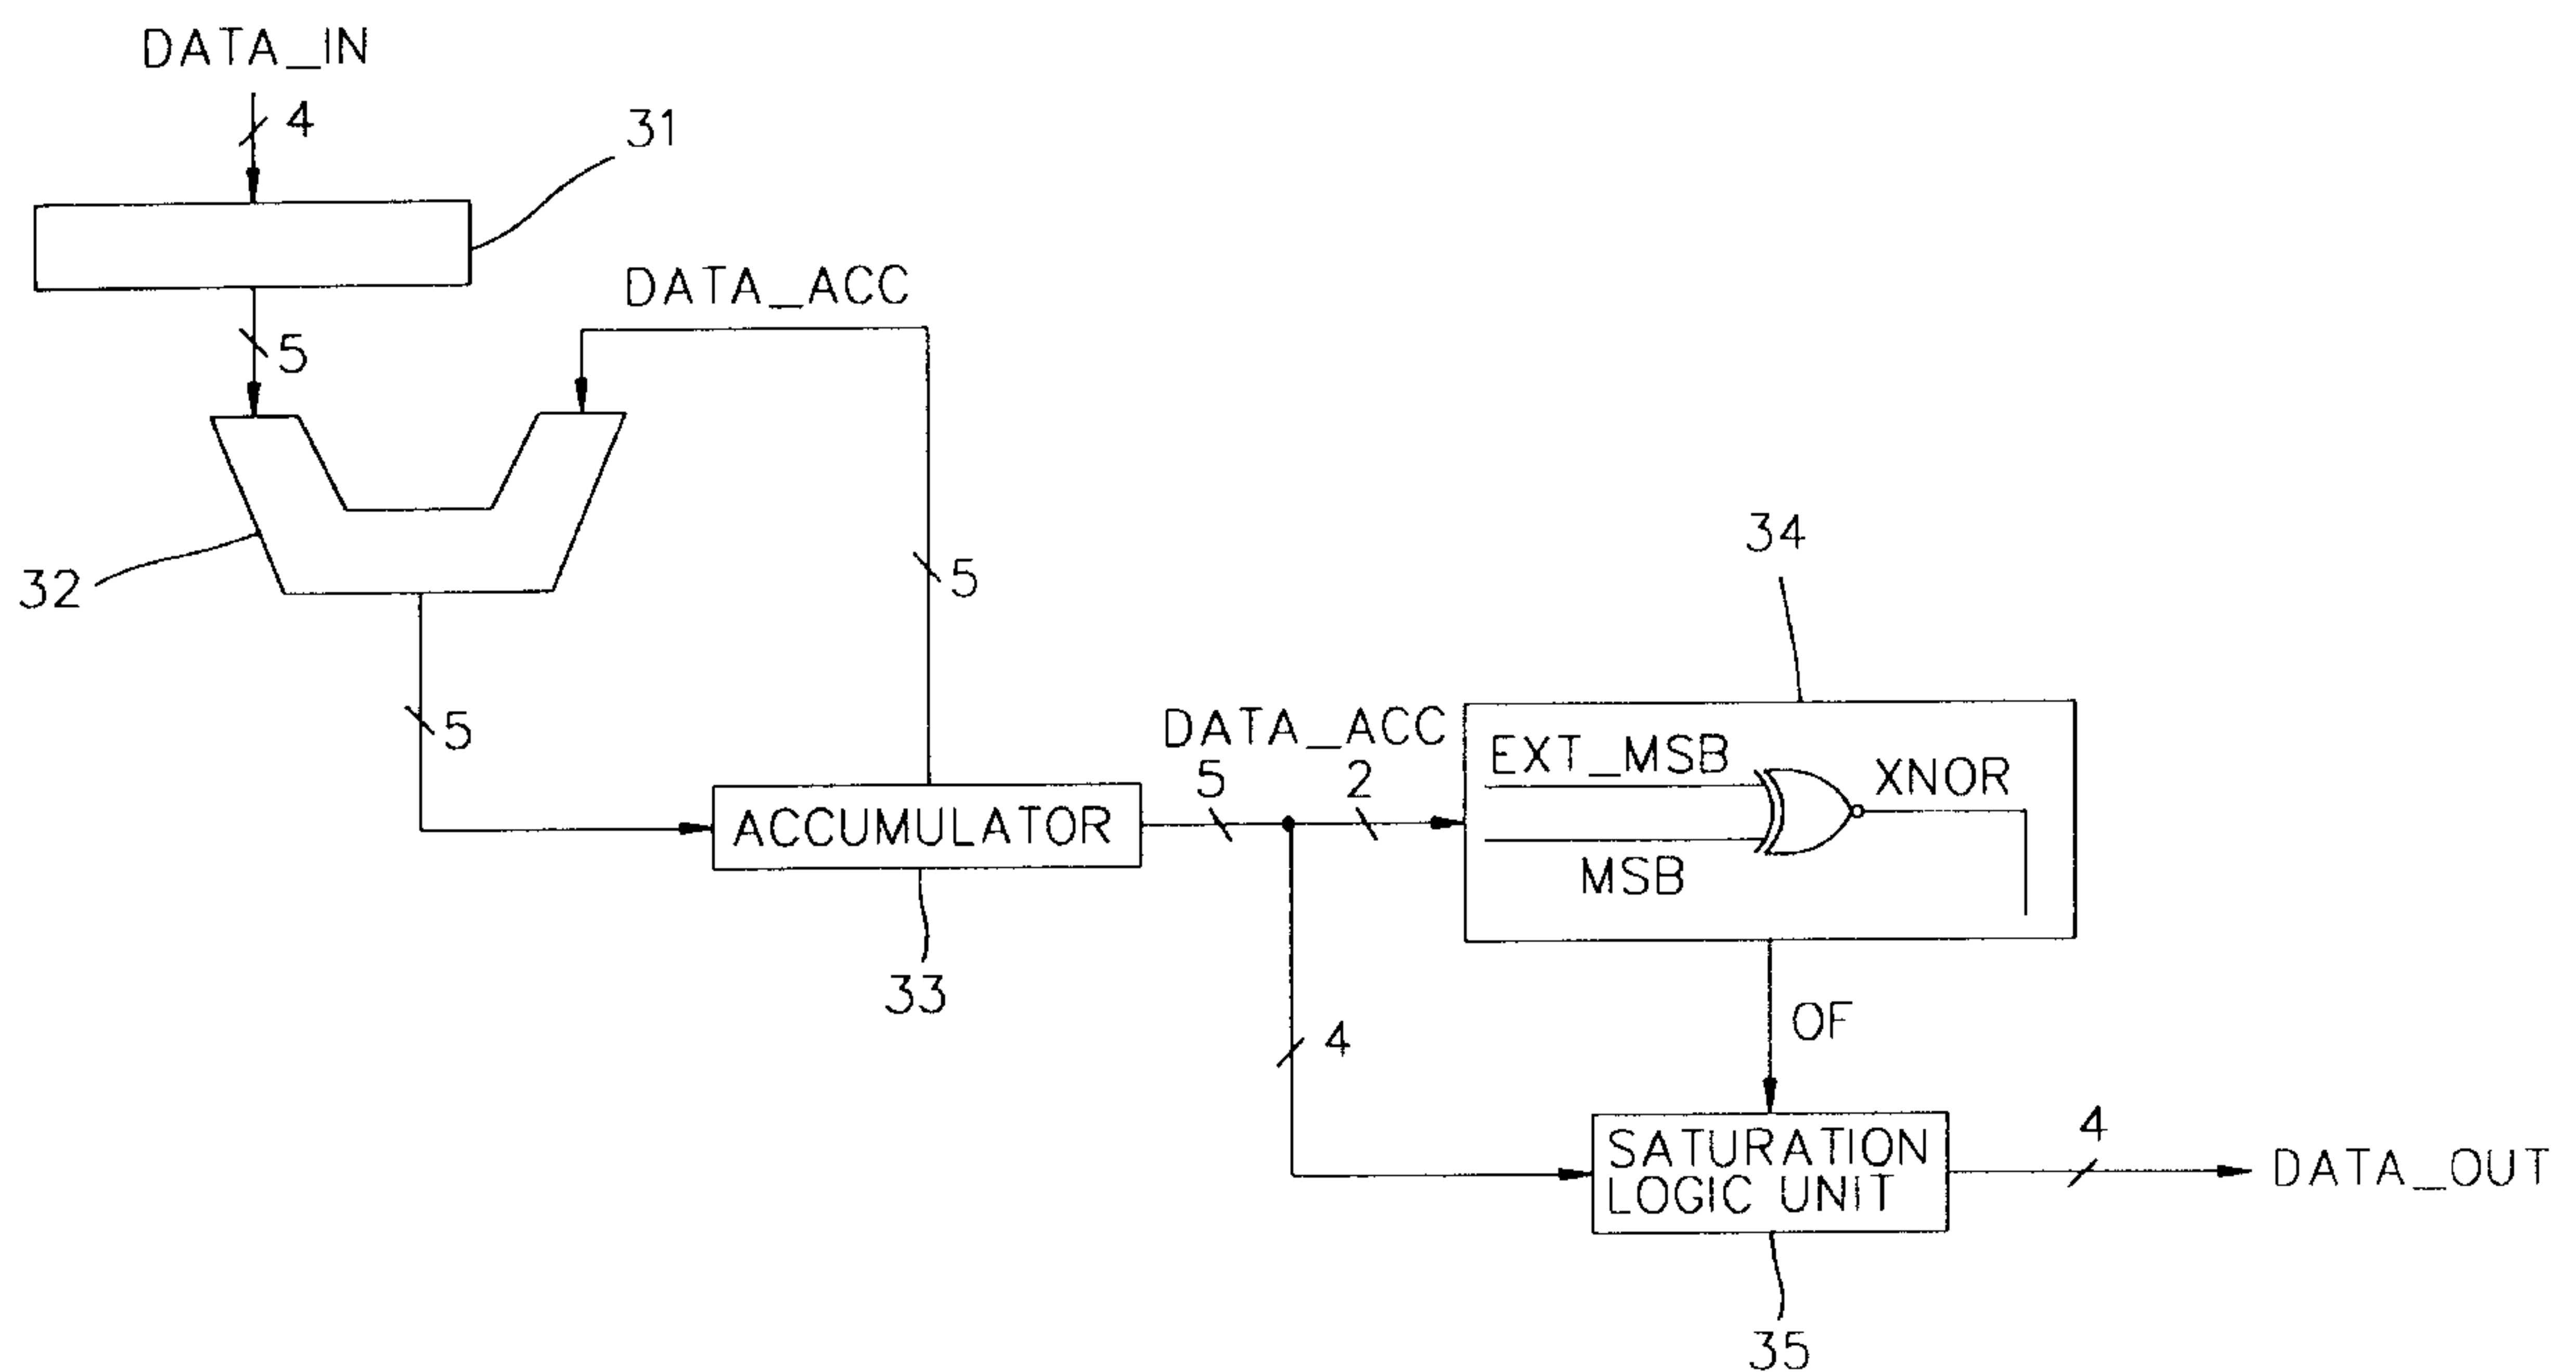 DATA_IN
4
31
5
DATA_ACC
32
5
5
ACCUMULATOR
33
DATA_ACC
5
2
34
EXT_MSB
MSB
XNOR
4
OF
SATURATION
LOGIC UNIT
35
4
DATA_OUT